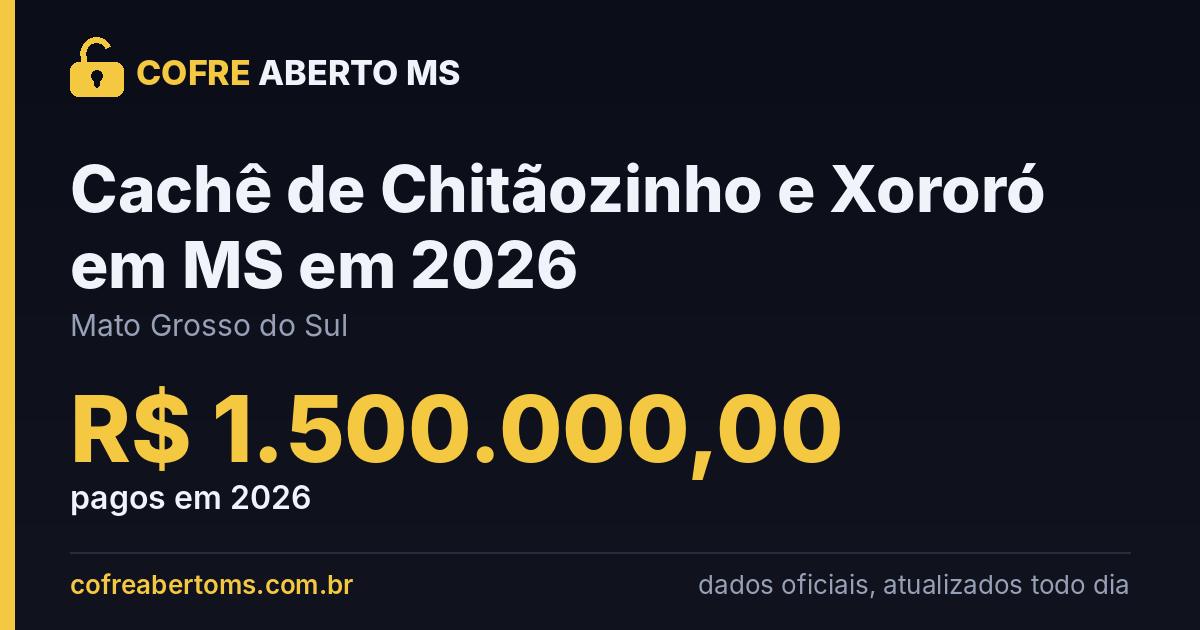 COFRE ABERTO MS
Cachê de Chitãozinho e Xororó
em MS em 2026
Mato Grosso do Sul
R$ 1.500.000,00
pagos em 2026
cofreabertoms.com.br
dados oficiais, atualizados todo dia